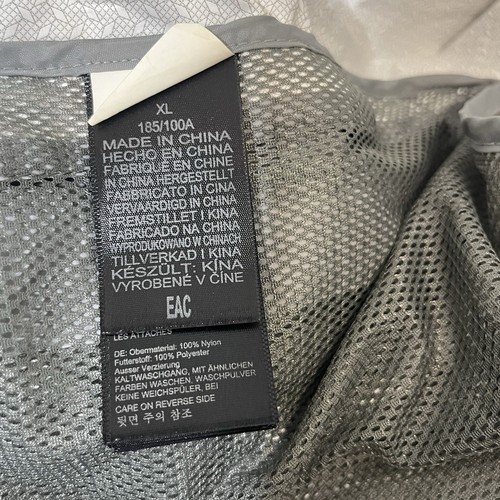 XL
185/100A
MADE IN CHINA
HECHO EN CHINA
FABRIQUÉ EN CHINE
IN CHINA HERGESTELLT
FABBRICATO IN CINA
VERVAARDIGD IN CHINA
FREMSTILLET I KINA
FABRICADO NA CHINA
WYPRODUKOWANO W CHINACH
TILLVERKAD I KINA
KÉSZÜLT: KÍNA
VYROBENÉ V ČÍNE
EAC
LES ATTACHES
DE: Obermaterial: 100% Nylon
Futterstoff: 100% Polyester
Ausser Verzierung
KALTWASCHGANG, MIT ÄHNLICHEN
FARBEN WASCHEN, WASCHPULVER
KEINE WEICHSPÜLER, BEI
CARE ON REVERSE SIDE
뒷면 주의 참조